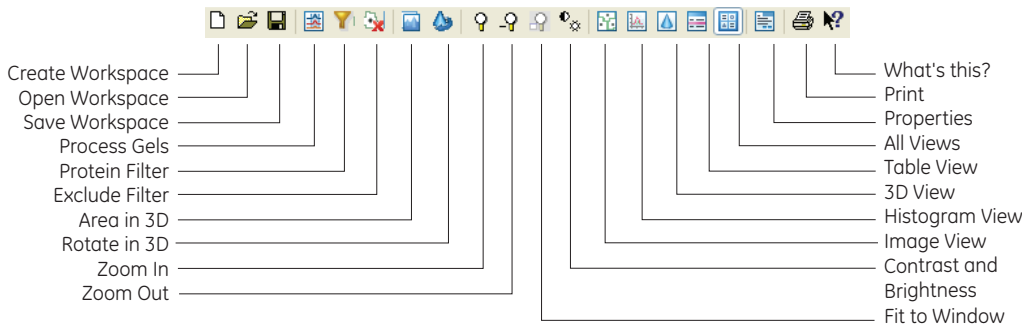 Create Workspace
Open Workspace
Save Workspace
Process Gels
Protein Filter
Exclude Filter
Area in 3D
Rotate in 3D
Zoom In
Zoom Out
What's this?
Print
Properties
All Views
Table View
3D View
Histogram View
Image View
Contrast and
Brightness
Fit to Window